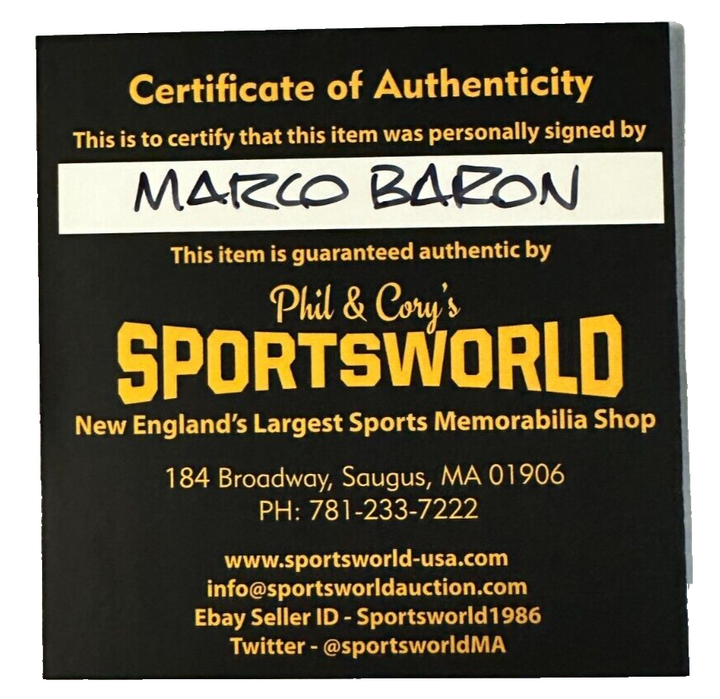 Certificate of Authenticity
This is to certify that this item was personally signed by
MARCO BARON
This item is guaranteed authentic by
Phil & Cory's
SPORTSWORLD
New England's Largest Sports Memorabilia Shop
184 Broadway, Saugus, MA 01906
PH: 781-233-7222
www.sportsworld-usa.com
info@sportsworldauction.com
Ebay Seller ID - Sportsworld1986
Twitter - @sportsworldMA